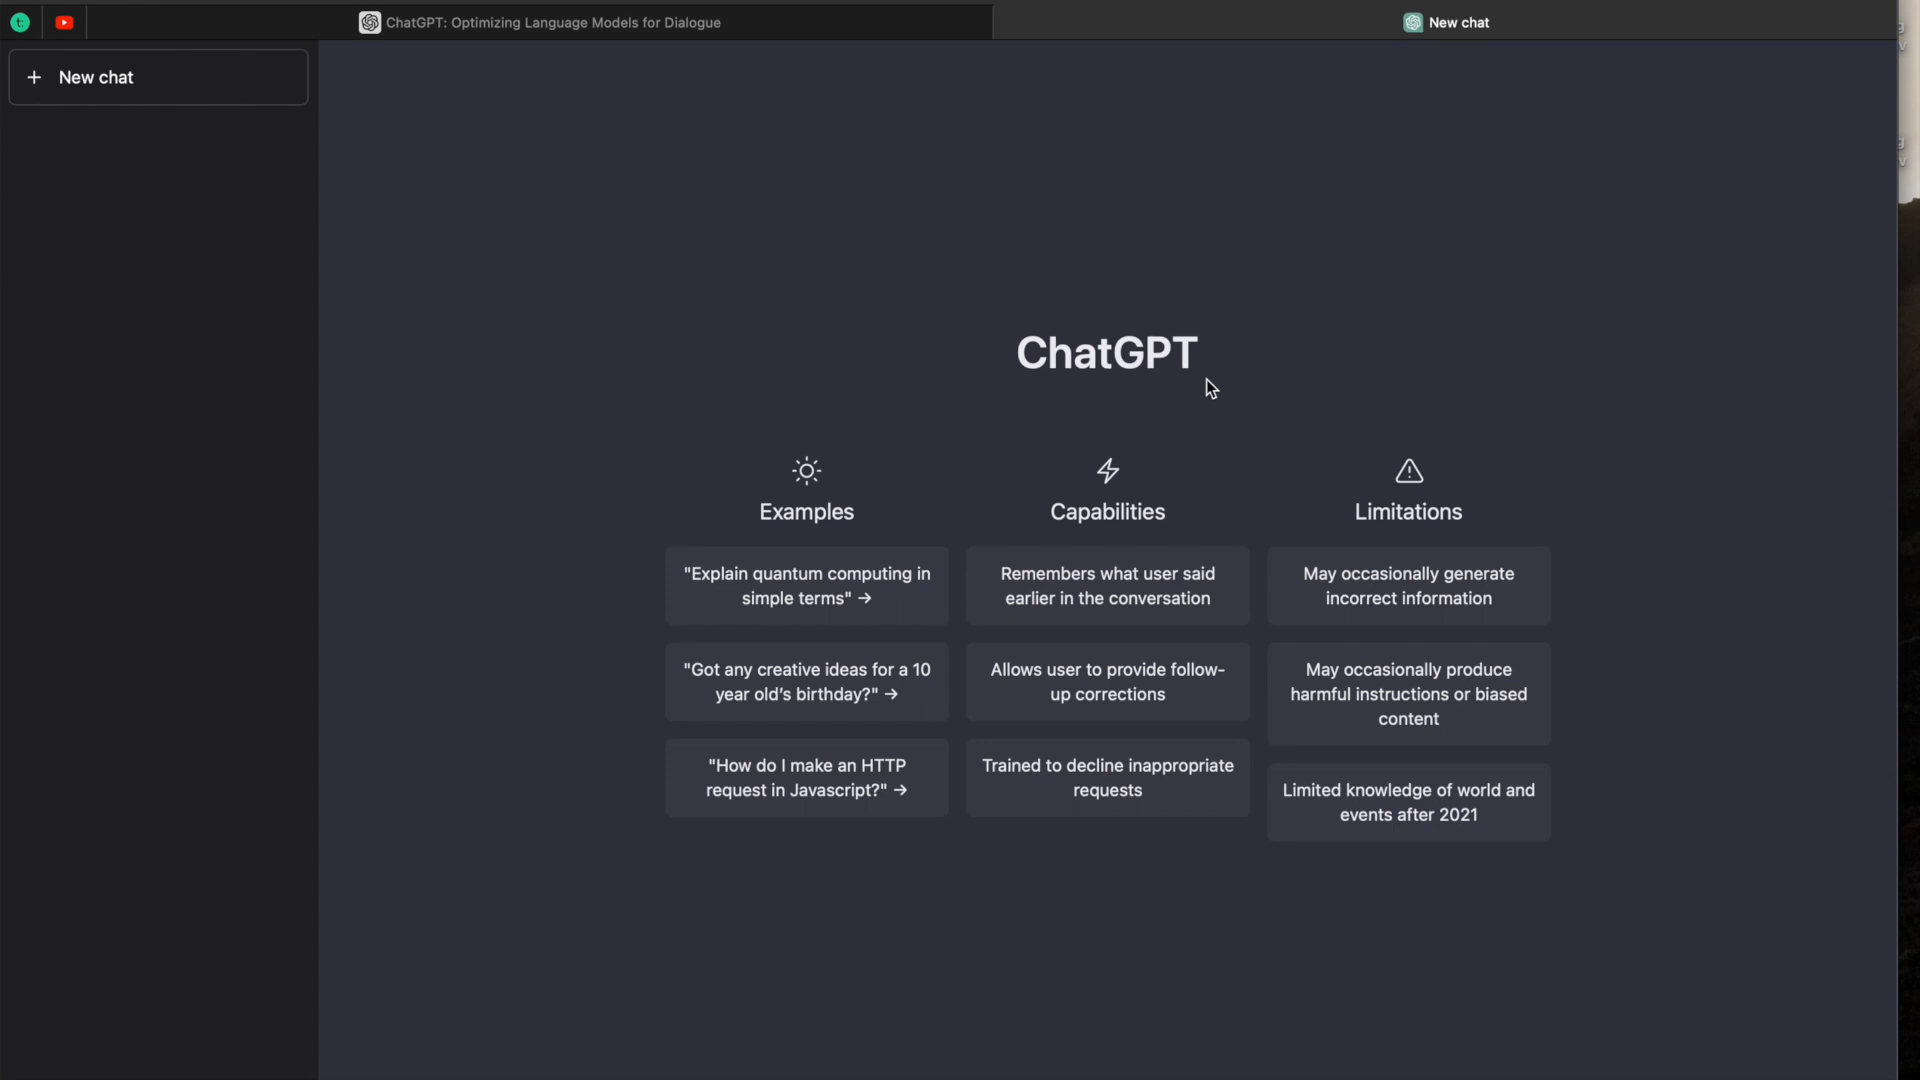 t:
ChatGPT: Optimizing Language Models for Dialogue
New chat
+ New chat
ChatGPT
Examples
"Explain quantum computing in
simple terms" →
"Got any creative ideas for a 10
year old's birthday?" →
"How do I make an HTTP
request in Javascript?" →
Capabilities
Remembers what user said
earlier in the conversation
Allows user to provide follow-
up corrections
Trained to decline inappropriate
requests
Limitations
May occasionally generate
incorrect information
May occasionally produce
harmful instructions or biased
content
Limited knowledge of world and
events after 2021